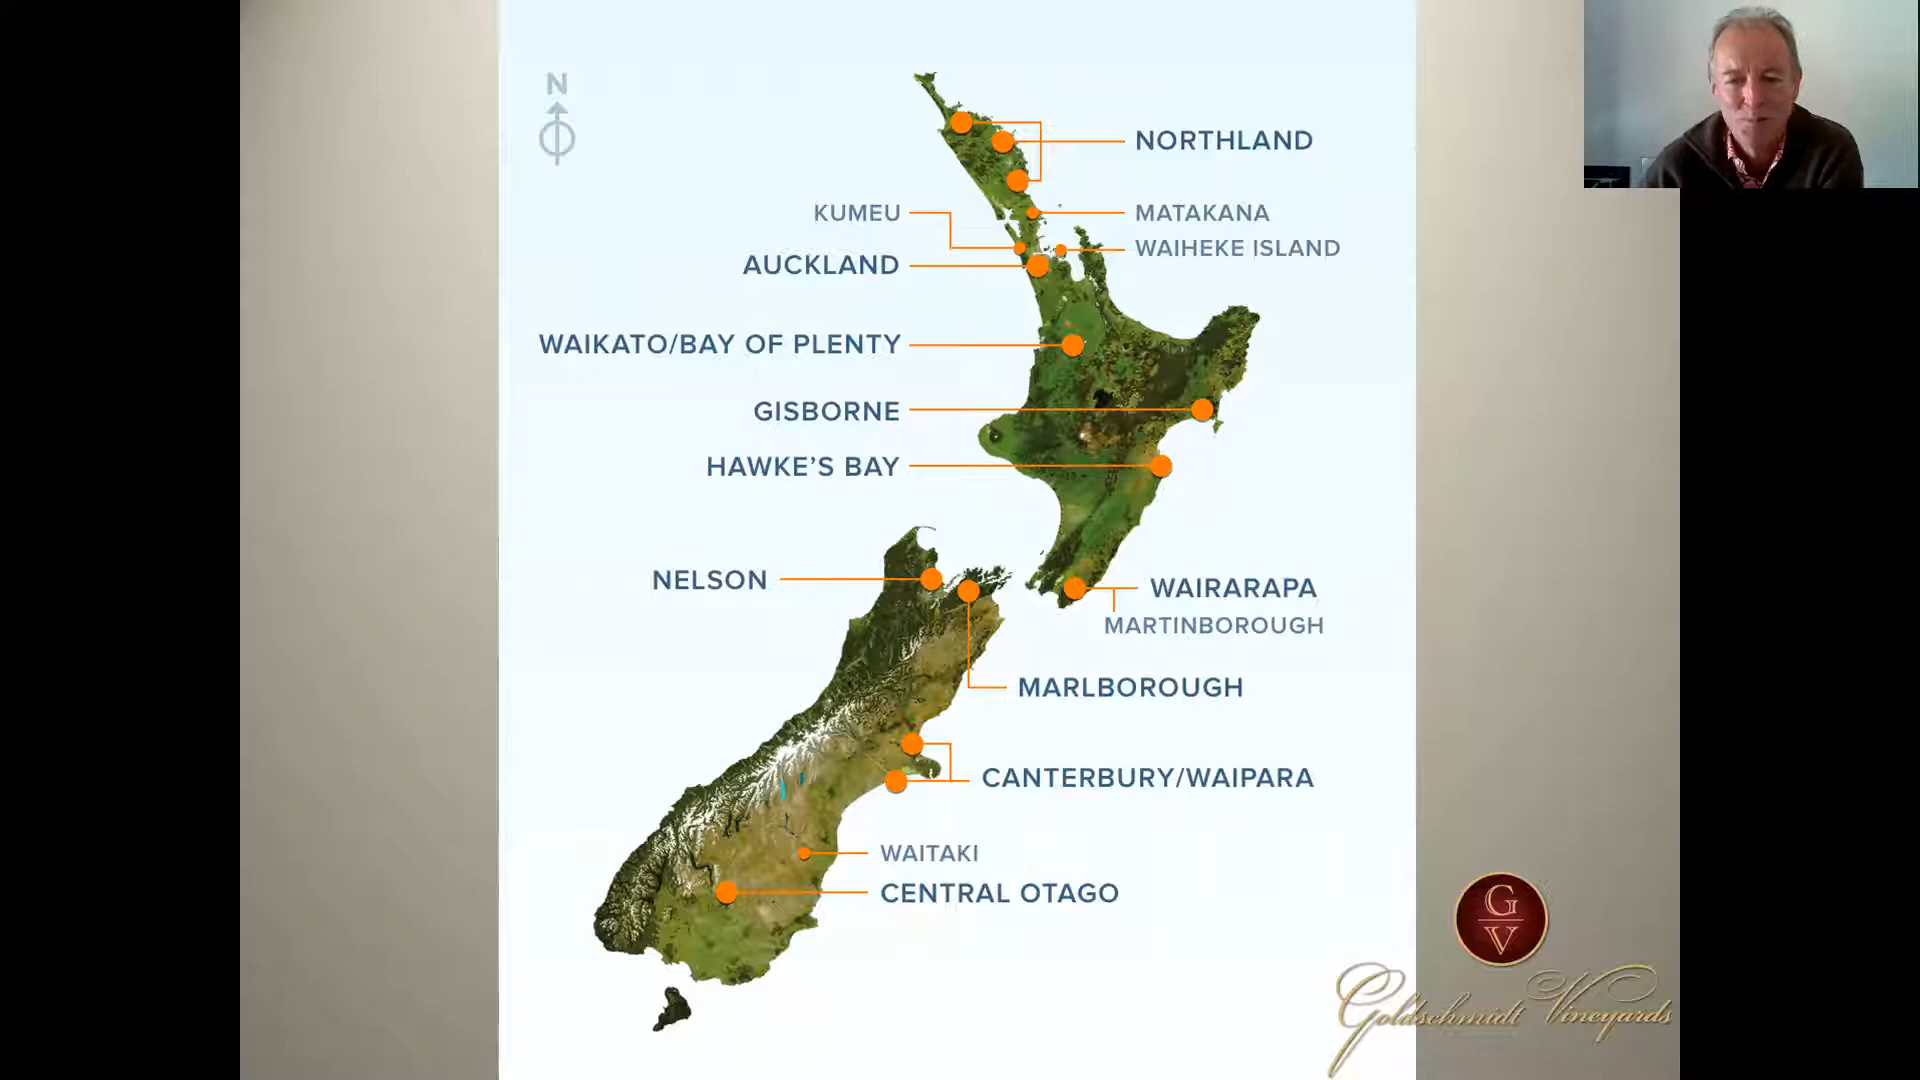 N
NORTHLAND
KUMEU
MATAKANA
WAIHEKE ISLAND
AUCKLAND
WAIKATO/BAY OF PLENTY
GISBORNE
HAWKE’S BAY
NELSON
WAIRARAPA
MARTINBOROUGH
MARLBOROUGH
CANTERBURY/WAIPARA
WAITAKI
CENTRAL OTAGO
G
V
Goldschmidt Vineyards